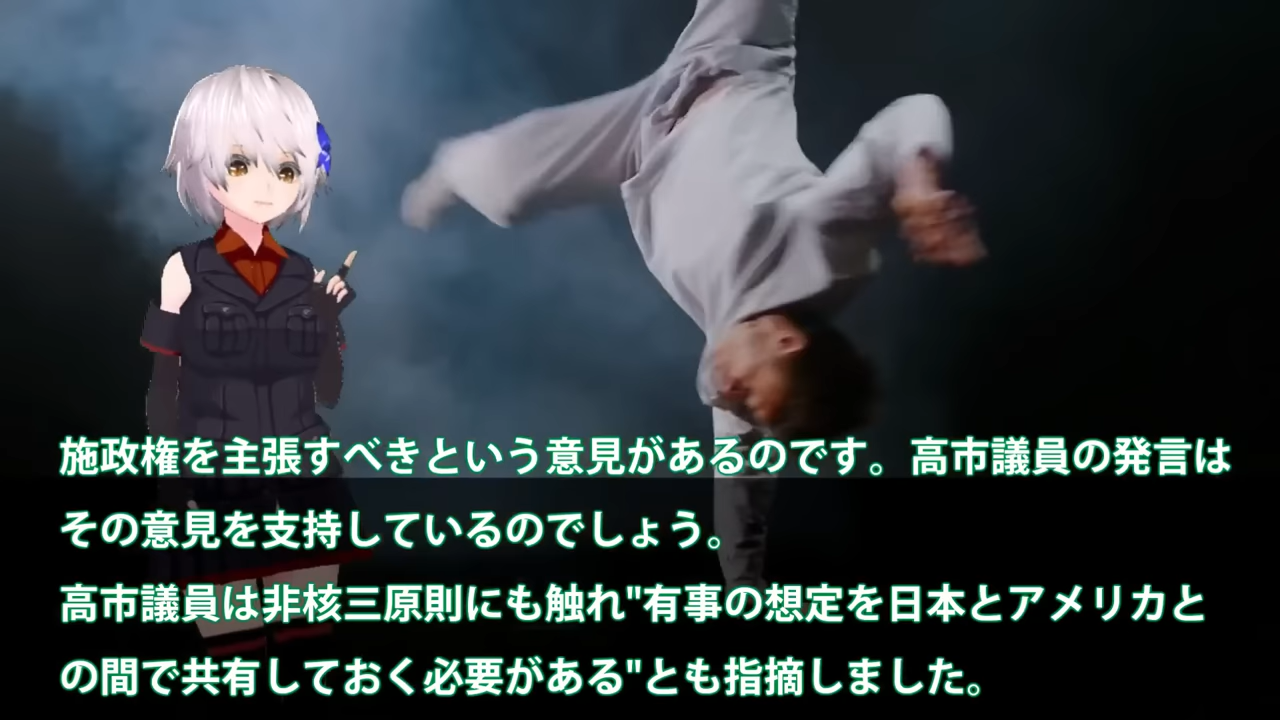 施政権を主張すべきという意見があるのです。高市議員の発言は
その意見を支持しているのでしょう。
高市議員は非核三原則にも触れ"有事の想定を日本とアメリカと
の間で共有しておく必要がある"とも指摘しました。